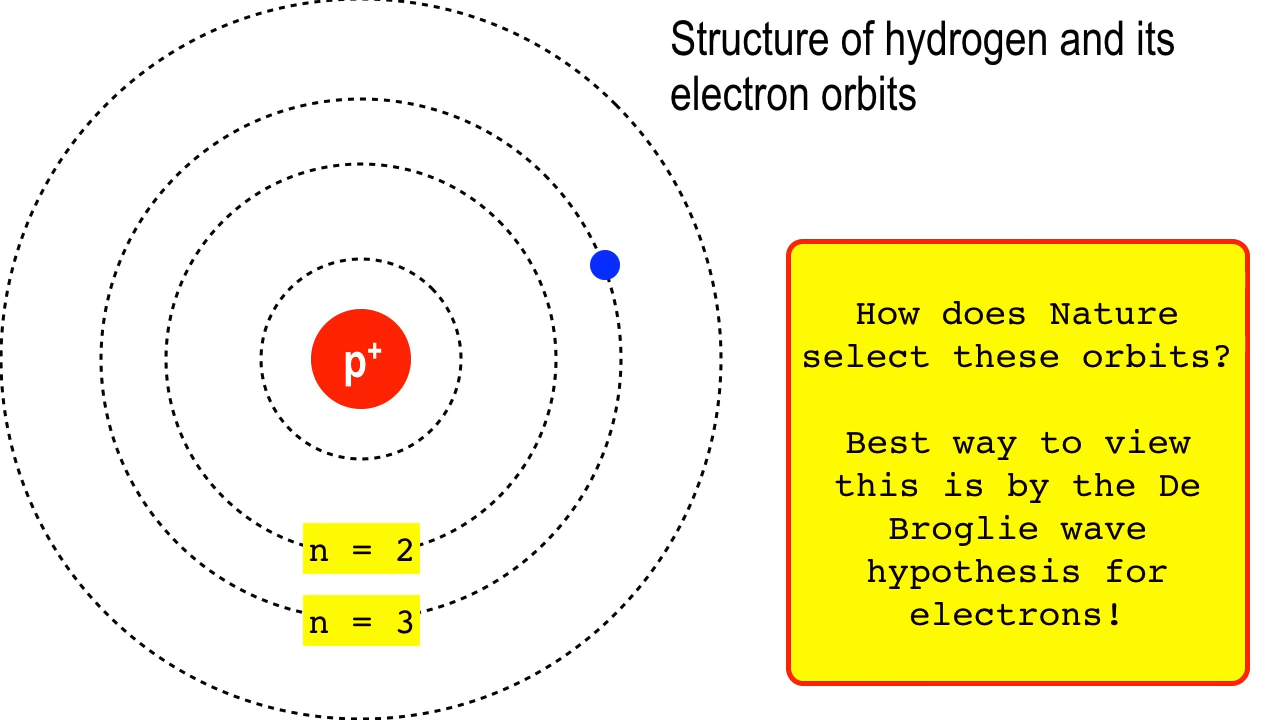 Structure of hydrogen and its
electron orbits
How does Nature
select these orbits?
Best way to view
this is by the De
Broglie wave
hypothesis for
electrons!
p⁺
n = 2
n = 3